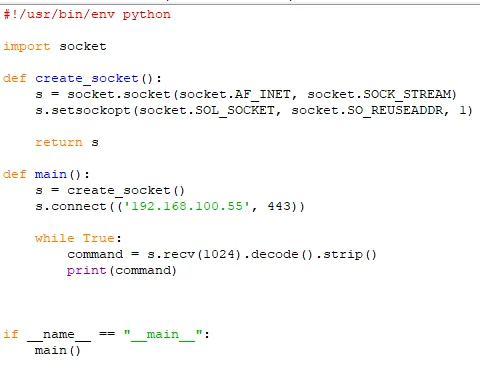 #!/usr/bin/env python
import socket
def create_socket():
    s = socket.socket(socket.AF_INET, socket.SOCK_STREAM)
    s.setsockopt(socket.SOL_SOCKET, socket.SO_REUSEADDR, 1)
    return s
def main():
    s = create_socket()
    s.connect(('192.168.100.55', 443))
    while True:
        command = s.recv(1024).decode().strip()
        print(command)
if __name__ == "__main__":
    main()